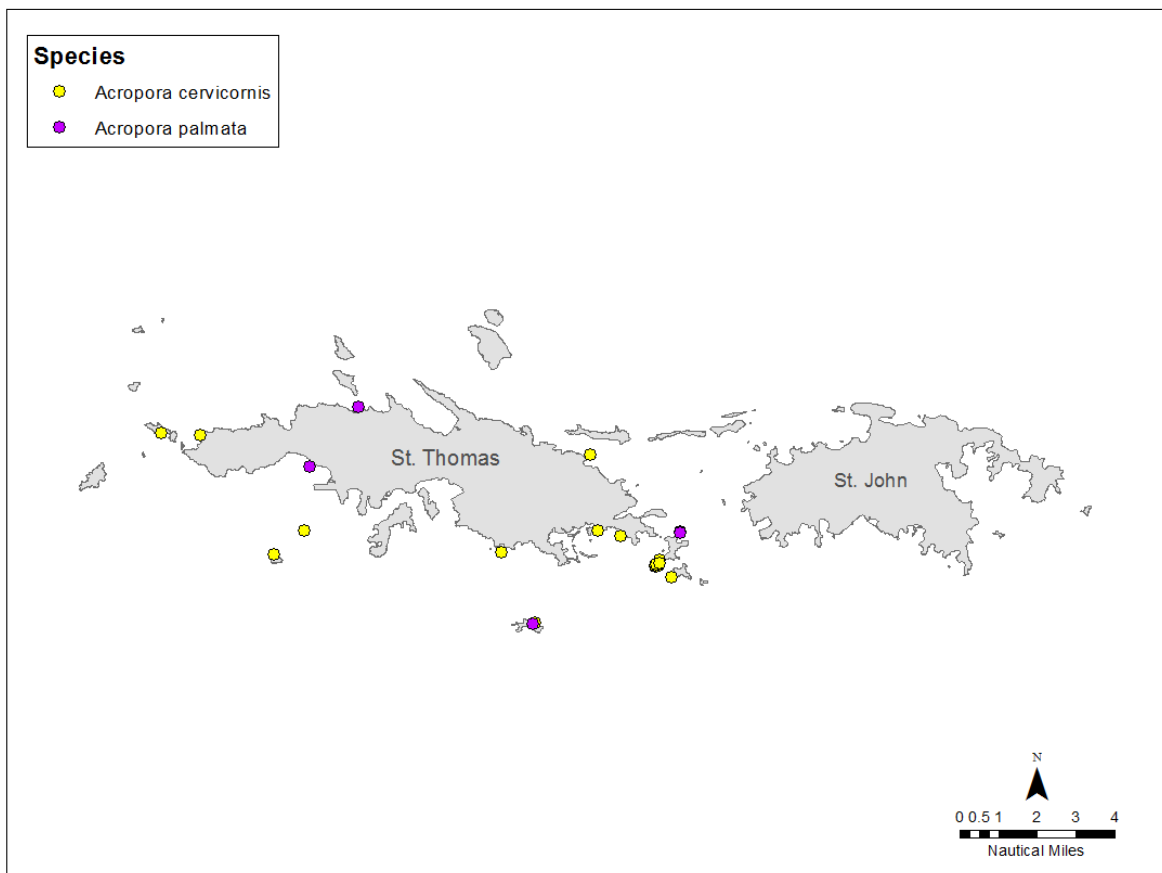 Species
Acropora cervicornis
Acropora palmata
St. Thomas
St. John
N
0 0.5 1 2 3 4
Nautical Miles